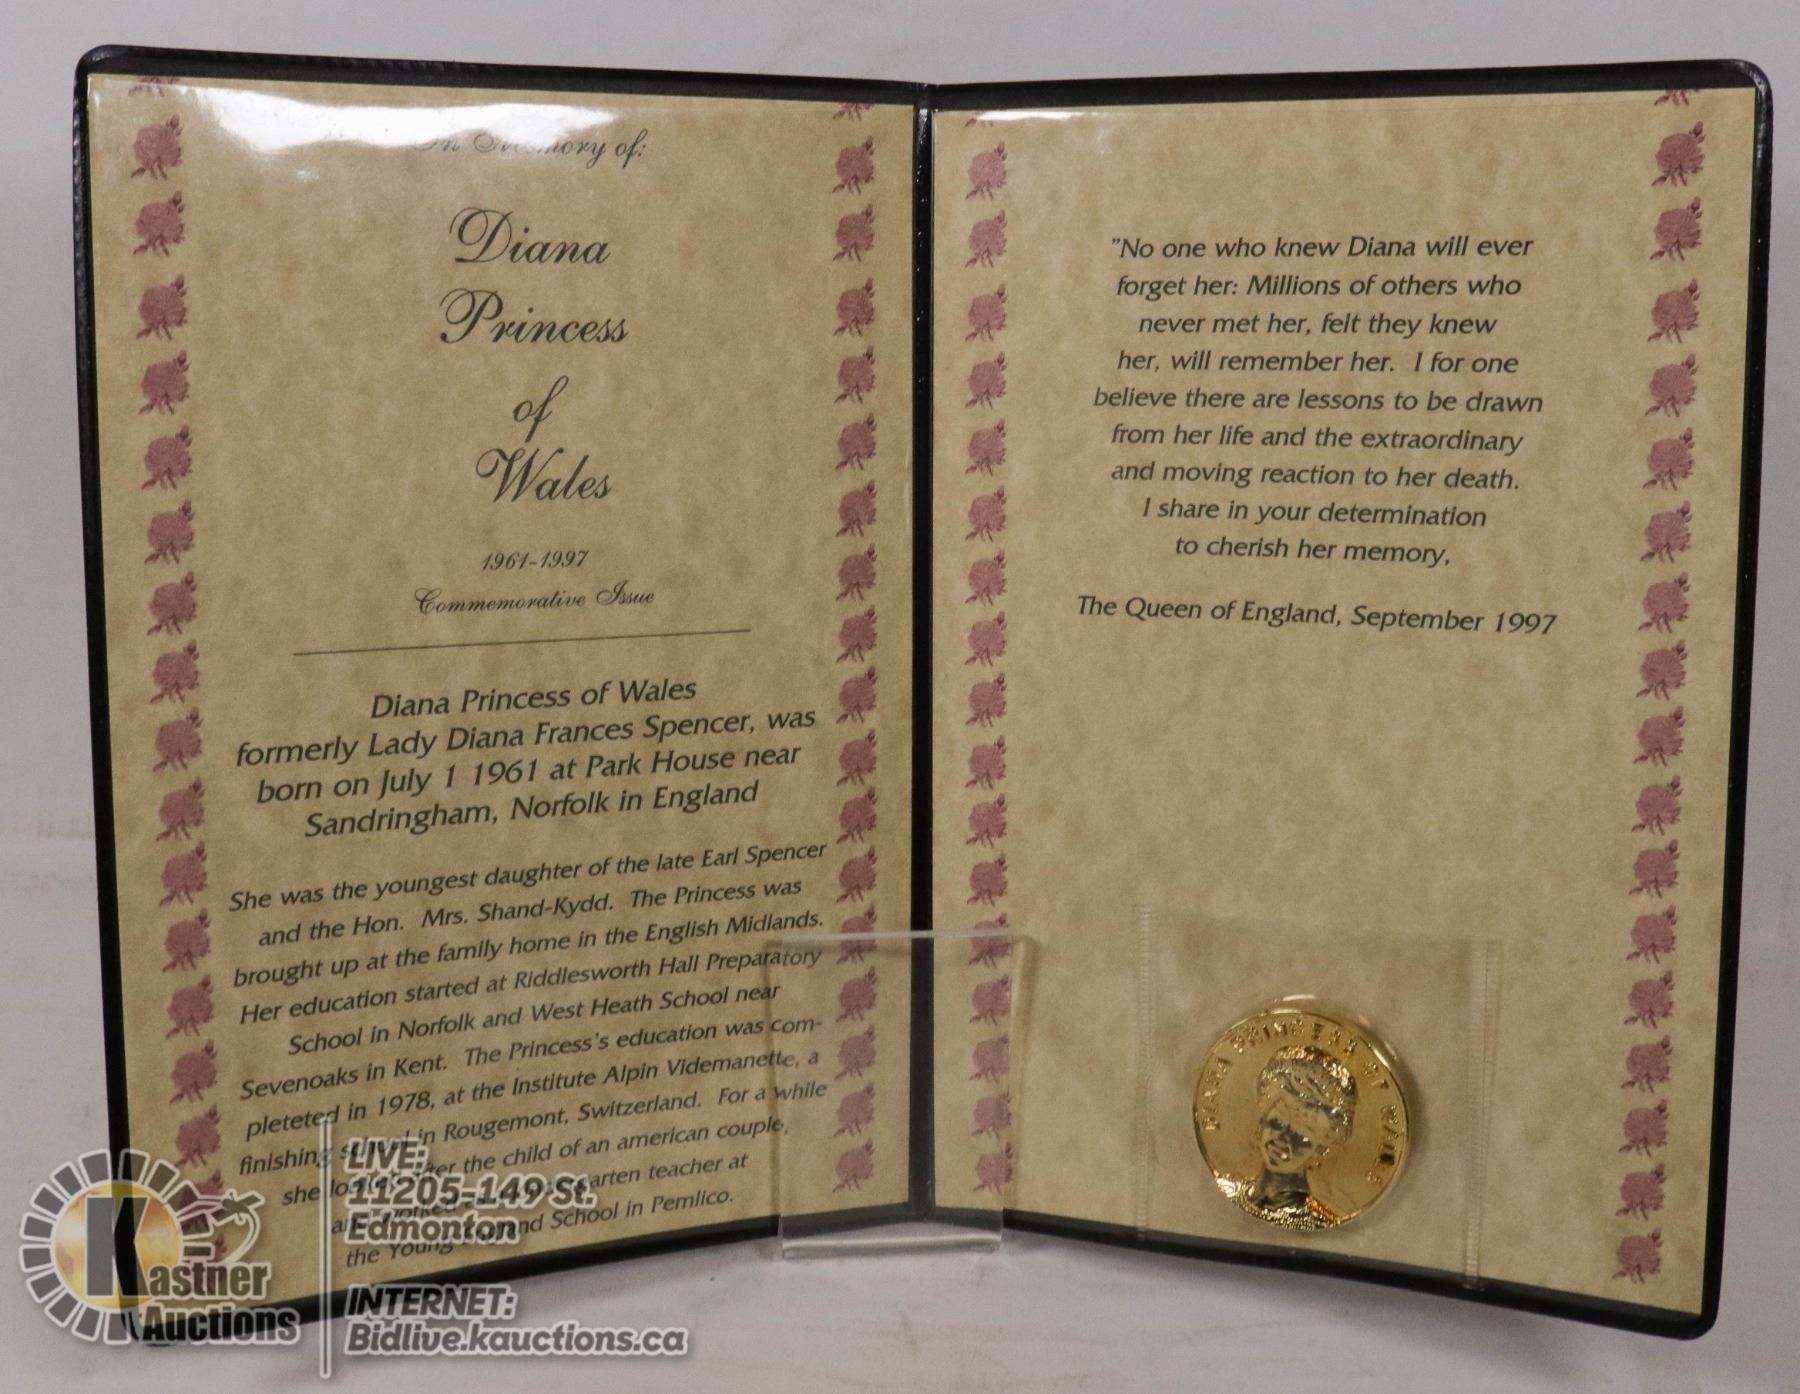 In Memory of:
Diana
Princess
of
Wales
1961-1997
Commemorative Issue
Diana Princess of Wales
formerly Lady Diana Frances Spencer, was
born on July 1 1961 at Park House near
Sandringham, Norfolk in England
She was the youngest daughter of the late Earl Spencer
and the Hon. Mrs. Shand-Kydd. The Princess was
brought up at the family home in the English Midlands.
Her education started at Riddlesworth Hall Preparatory
School in Norfolk and West Heath School near
Sevenoaks in Kent. The Princess's education was com-
pleteted in 1978, at the Institute Alpin Videmanette, a
finishing in Rougemont, Switzerland. For a while
she the child of an american couple,
teacher at
the Young School in Pemlico.
"No one who knew Diana will ever
forget her: Millions of others who
never met her, felt they knew
her, will remember her. I for one
believe there are lessons to be drawn
from her life and the extraordinary
and moving reaction to her death.
I share in your determination
to cherish her memory,
The Queen of England, September 1997
DIANA PRINCESS OF WALES
Kastner
Auctions
LIVE:
11205-149 St.
Edmonton
INTERNET:
Bidlive.kauctions.ca